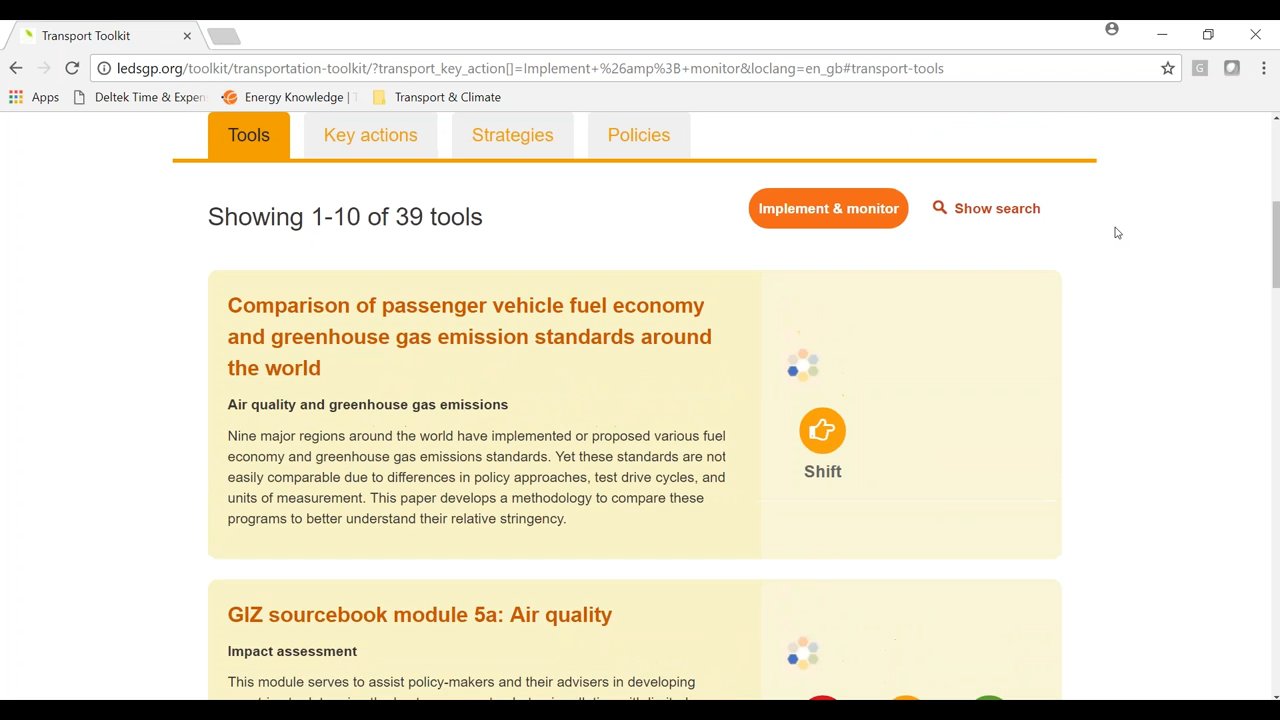 Transport Toolkit
ledsgp.org/toolkit/transportation-toolkit/?transport_key_action[]=Implement+%26amp%3B+monitor&loclang=en_gb#transport-tools
G
Apps Deltek Time & Expen Energy Knowledge | T Transport & Climate
Tools Key actions Strategies Policies
Showing 1-10 of 39 tools
Implement & monitor
Show search
Comparison of passenger vehicle fuel economy
and greenhouse gas emission standards around
the world
Air quality and greenhouse gas emissions
Nine major regions around the world have implemented or proposed various fuel
economy and greenhouse gas emissions standards. Yet these standards are not
easily comparable due to differences in policy approaches, test drive cycles, and
units of measurement. This paper develops a methodology to compare these
programs to better understand their relative stringency.
Shift
GIZ sourcebook module 5a: Air quality
Impact assessment
This module serves to assist policy-makers and their advisers in developing